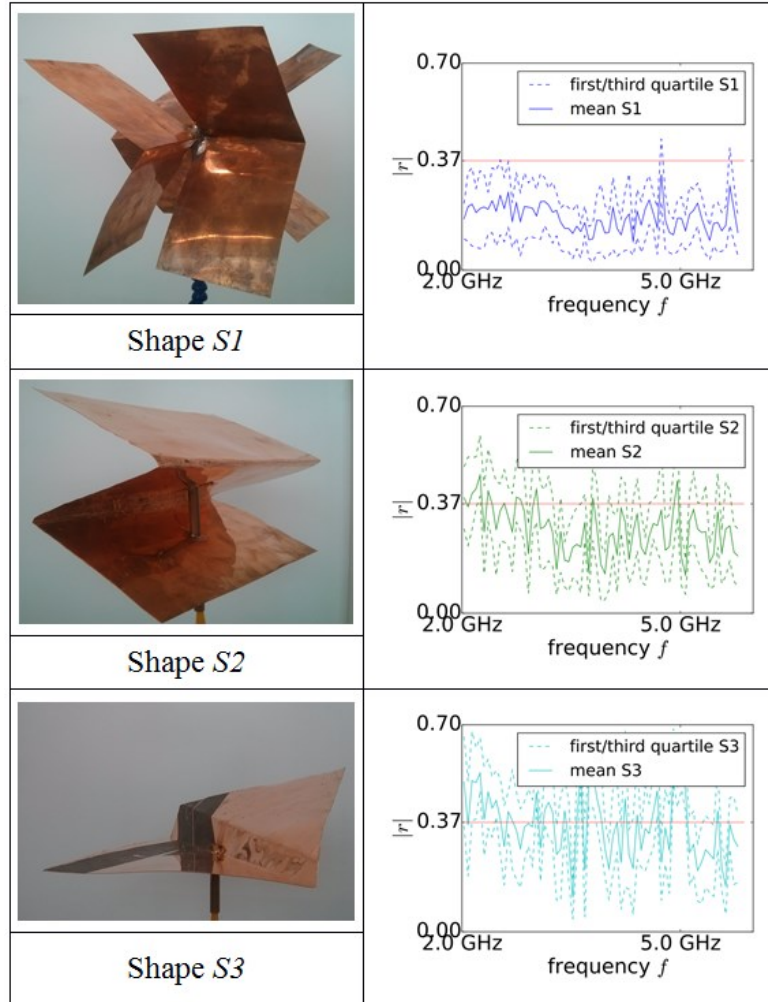 0.70
first/third quartile S1
mean S1
|r|
0.37
0.00
2.0 GHz
5.0 GHz
frequency f
Shape S1
0.70
first/third quartile S2
mean S2
|r|
0.37
0.00
2.0 GHz
5.0 GHz
frequency f
Shape S2
0.70
first/third quartile S3
mean S3
|r|
0.37
0.00
2.0 GHz
5.0 GHz
frequency f
Shape S3